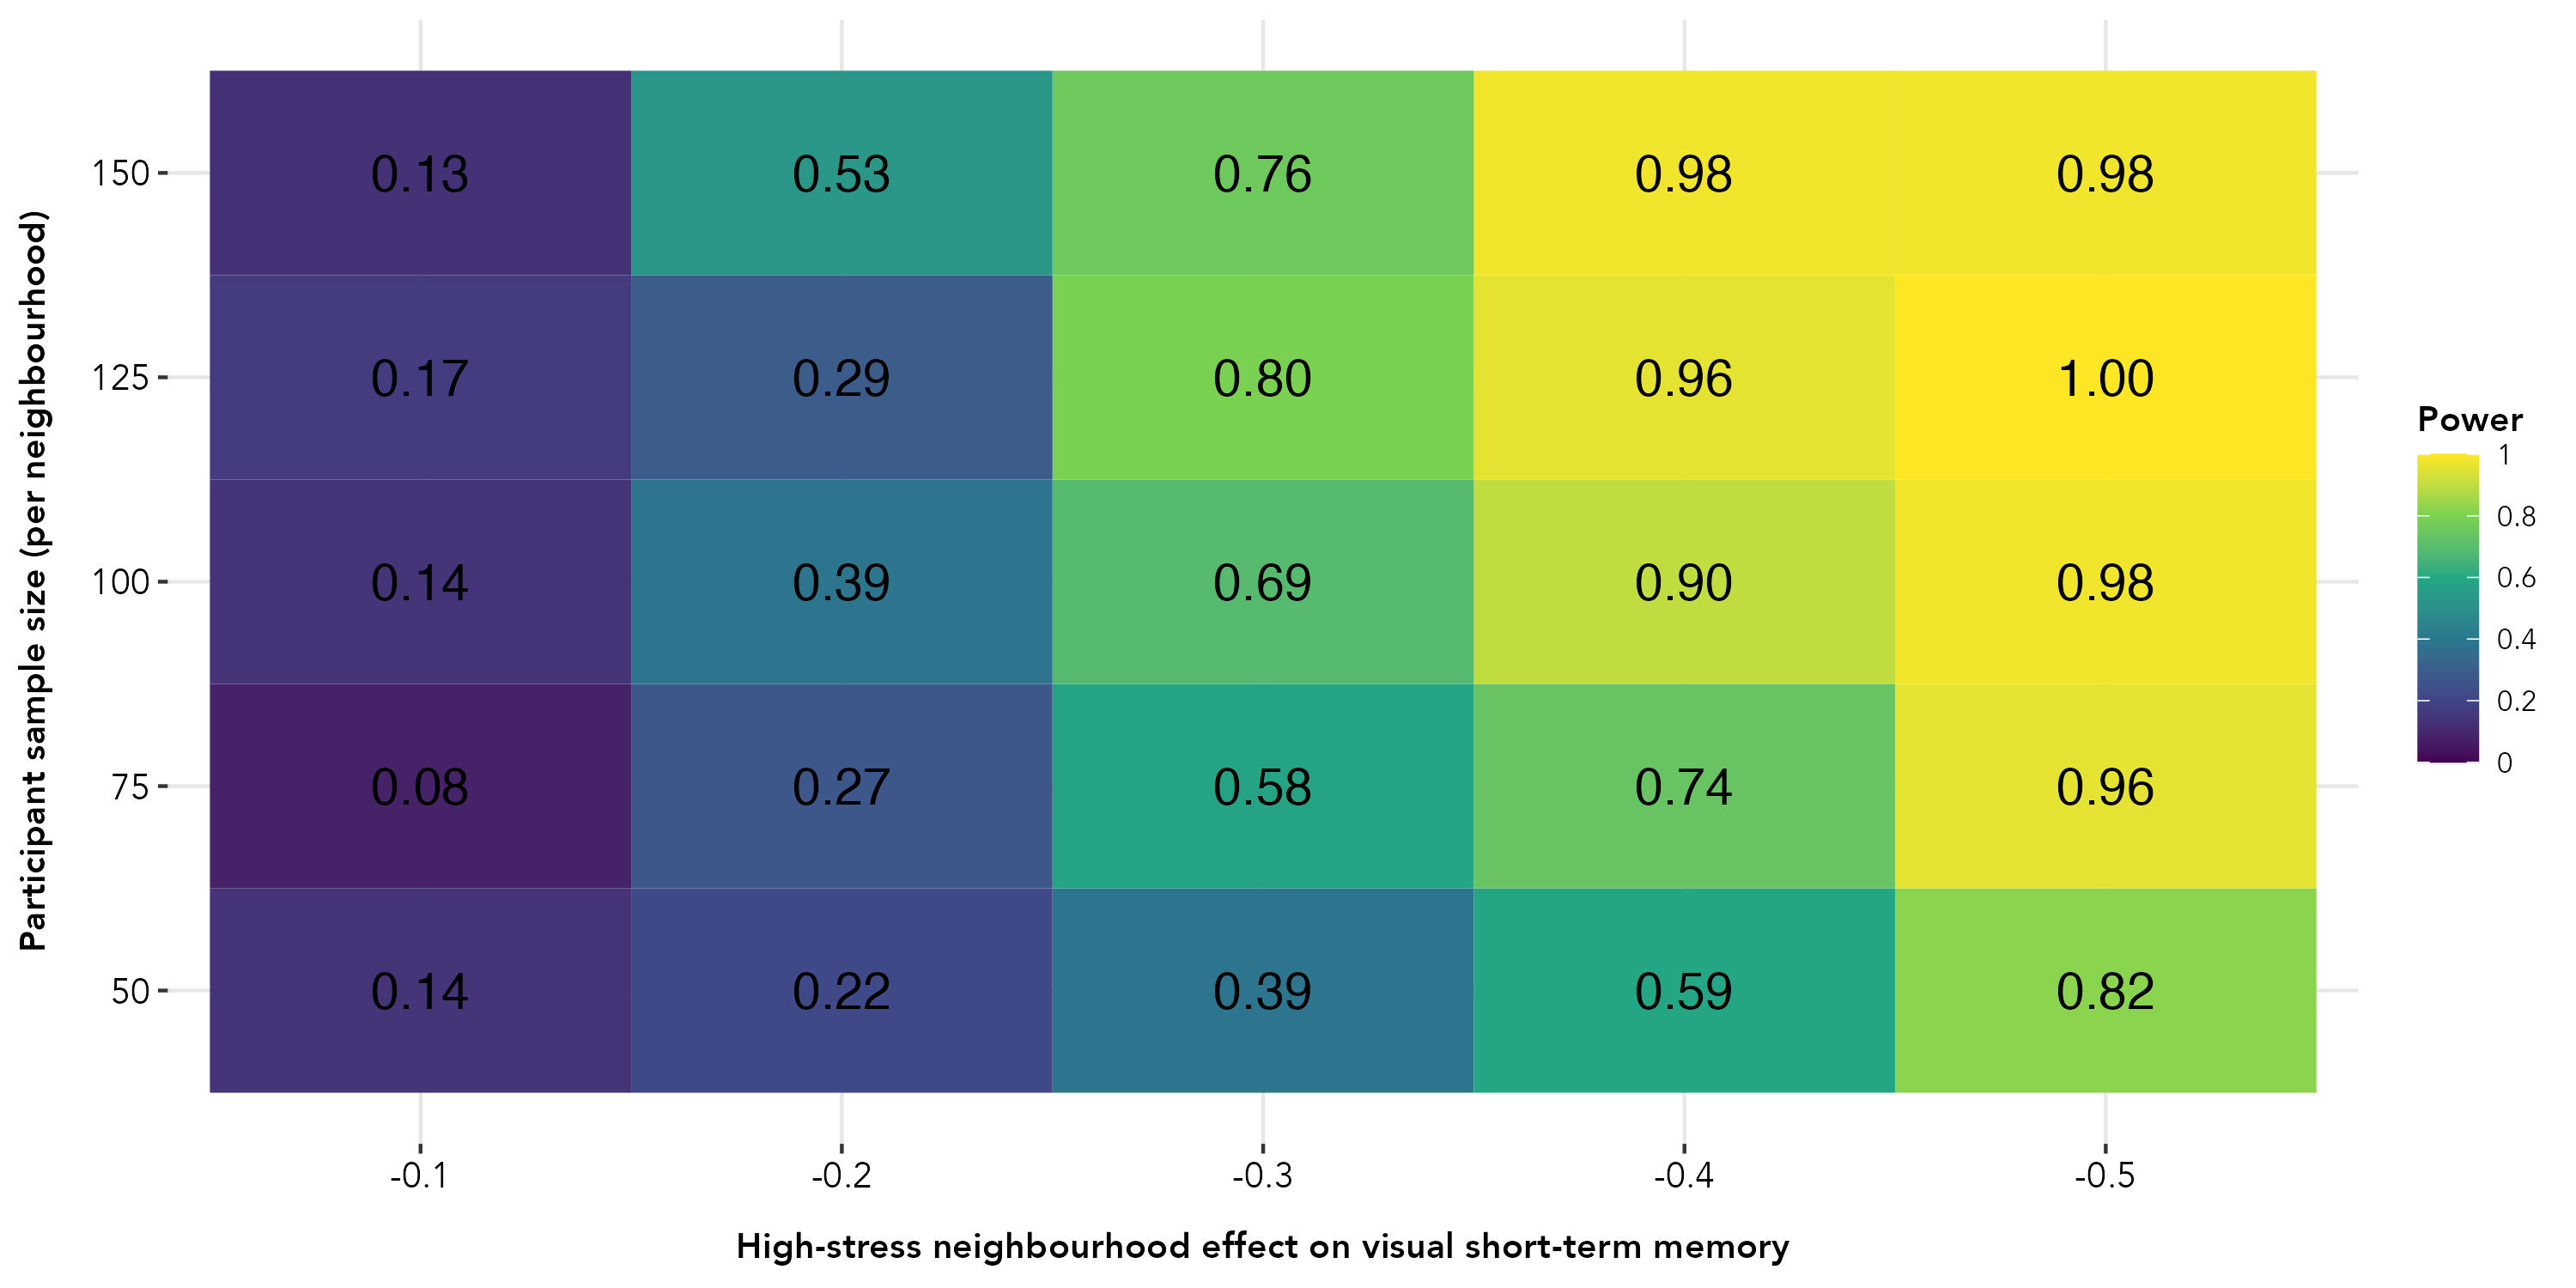 Participant sample size (per neighbourhood)
150 0.13 0.53 0.76 0.98 0.98
125 0.17 0.29 0.80 0.96 1.00
100 0.14 0.39 0.69 0.90 0.98
75 0.08 0.27 0.58 0.74 0.96
50 0.14 0.22 0.39 0.59 0.82
-0.1 -0.2 -0.3 -0.4 -0.5
High-stress neighbourhood effect on visual short-term memory
Power
1
0.8
0.6
0.4
0.2
0